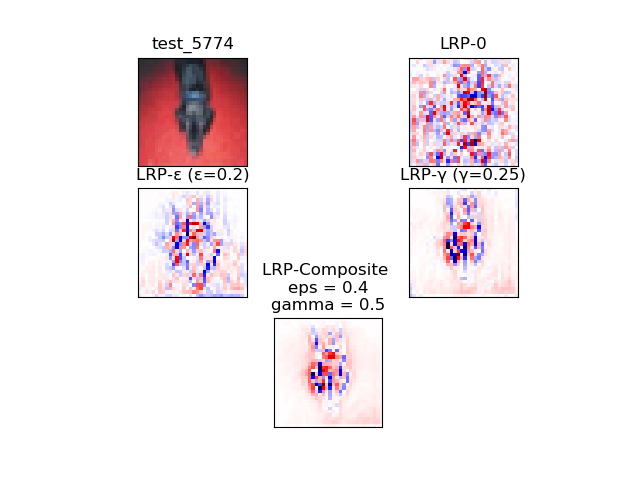 test_5774
LRP-0
LRP-ε (ε=0.2)
LRP-γ (γ=0.25)
LRP-Composite
eps = 0.4
gamma = 0.5